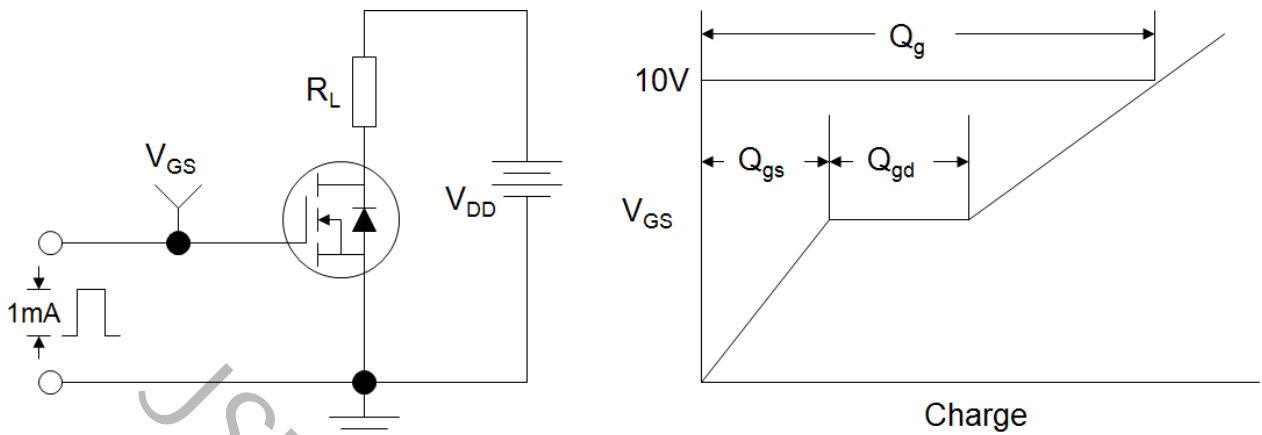 R_L
V_GS
V_DD
1mA
Q_g
10V
Q_gs
Q_gd
V_GS
Charge